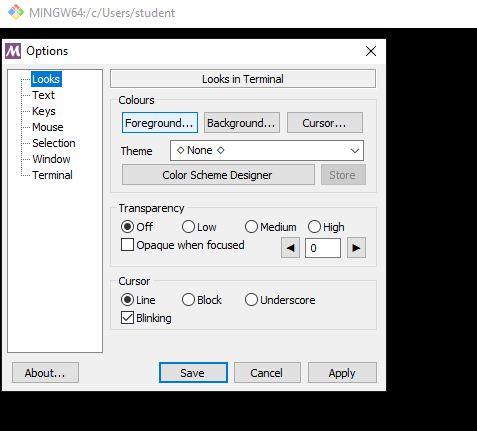 MINGW64:/c/Users/student
Options
Looks
Text
Keys
Mouse
Selection
Window
Terminal
Looks in Terminal
Colours
Foreground... Background... Cursor...
Theme ◇ None ◇
Color Scheme Designer Store
Transparency
Off Low Medium High
Opaque when focused 0
Cursor
Line Block Underscore
Blinking
About... Save Cancel Apply